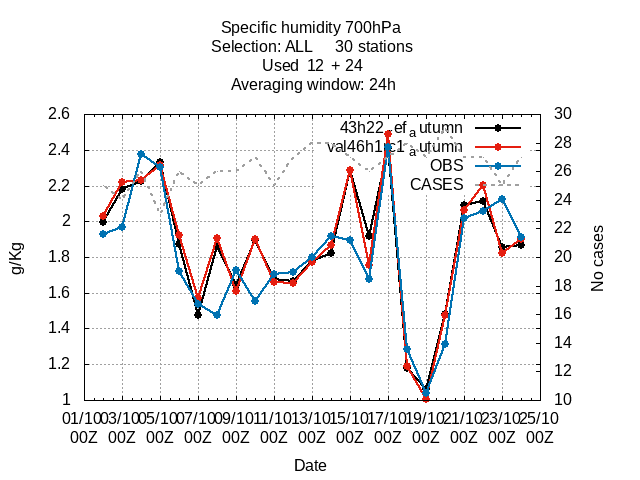 Specific humidity 700hPa
Selection: ALL 30 stations
Used 12 + 24
Averaging window: 24h
2.6
2.4
2.2
2
1.8
1.6
1.4
1.2
1
30
28
26
24
22
20
18
16
14
12
10
g/Kg
No cases
ef_autumn
OBS
CASES
01/10 03/10 05/10 07/10 09/10 11/10 13/10 15/10 17/10 19/10 21/10 23/10 25/10
00Z 00Z 00Z 00Z 00Z 00Z 00Z 00Z 00Z 00Z 00Z 00Z 00Z
Date